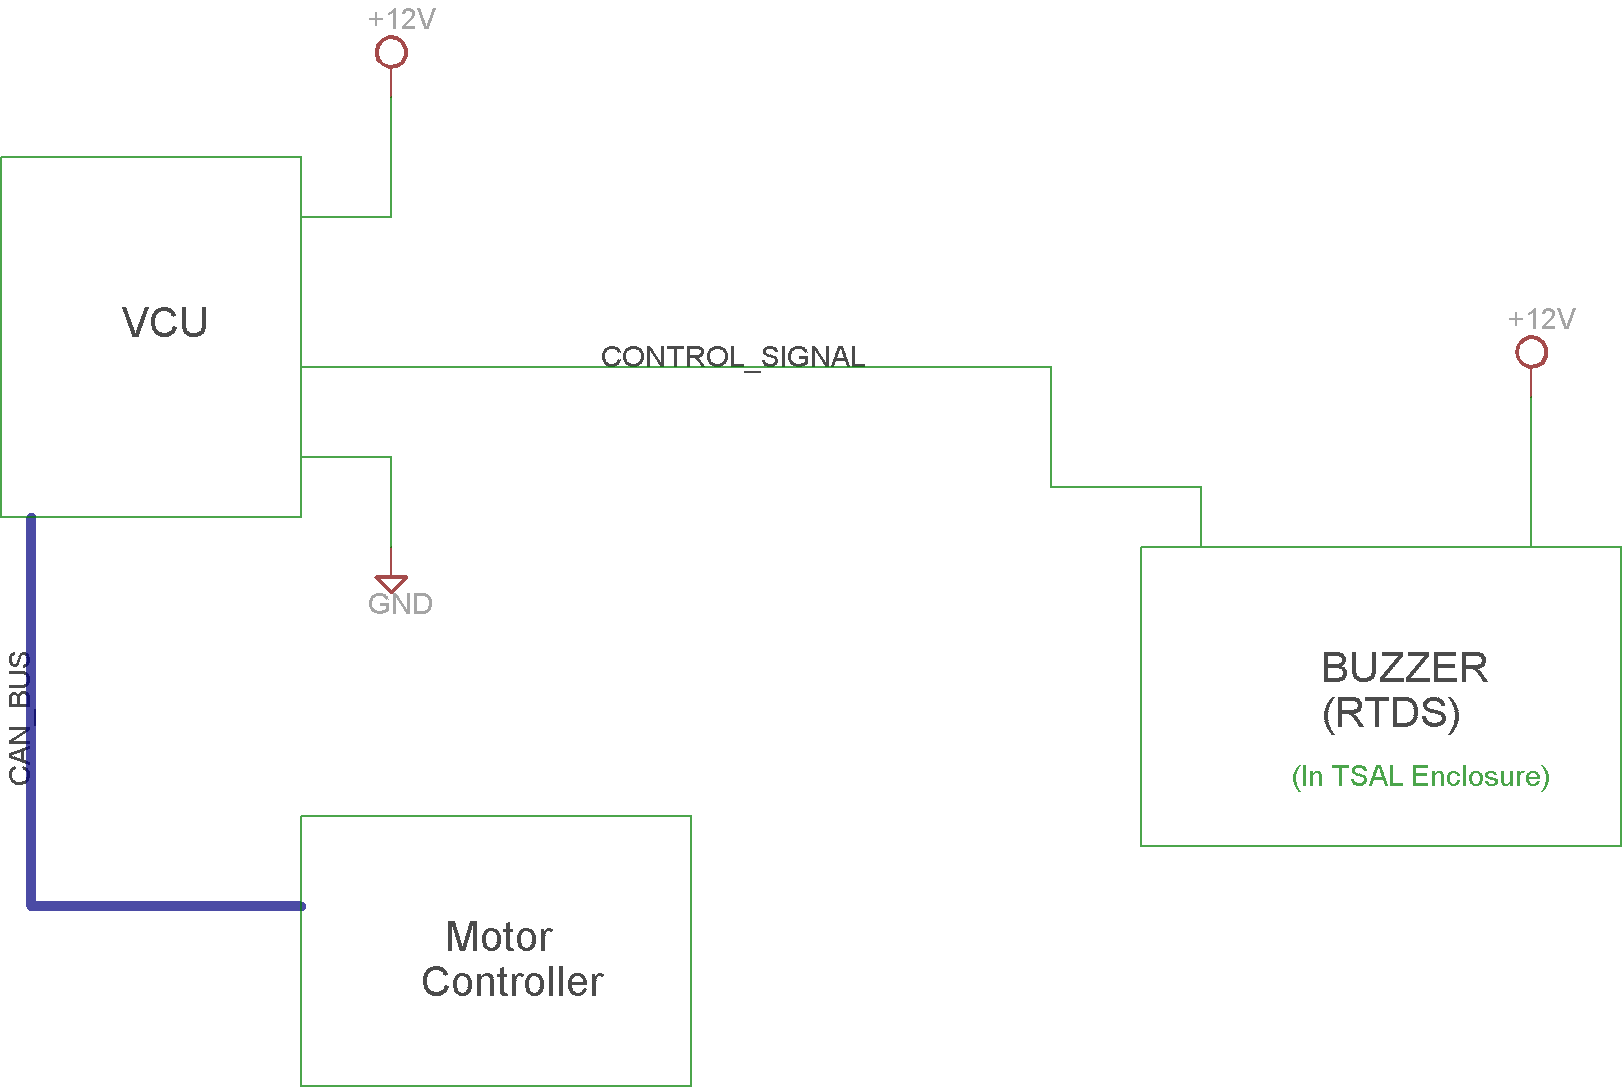 +12V
VCU
CONTROL_SIGNAL
+12V
GND
CAN_BUS
BUZZER
(RTDS)
(In TSAL Enclosure)
Motor
Controller